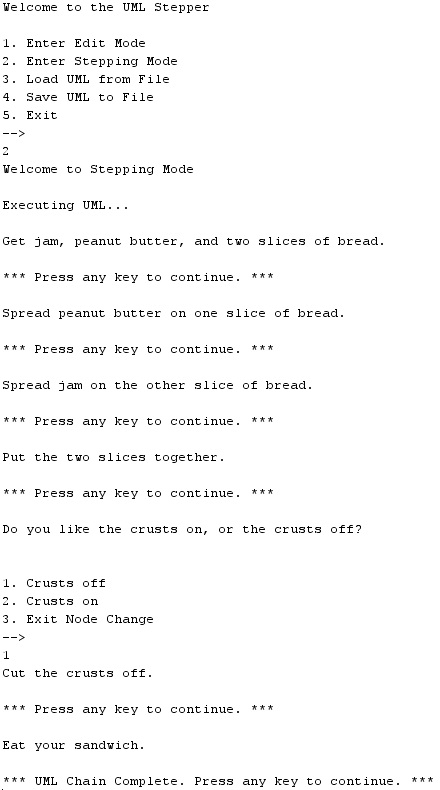 Welcome to the UML Stepper
1. Enter Edit Mode
2. Enter Stepping Mode
3. Load UML from File
4. Save UML to File
5. Exit
-->
2
Welcome to Stepping Mode
Executing UML...
Get jam, peanut butter, and two slices of bread.
*** Press any key to continue. ***
Spread peanut butter on one slice of bread.
*** Press any key to continue. ***
Spread jam on the other slice of bread.
*** Press any key to continue. ***
Put the two slices together.
*** Press any key to continue. ***
Do you like the crusts on, or the crusts off?
1. Crusts off
2. Crusts on
3. Exit Node Change
-->
1
Cut the crusts off.
*** Press any key to continue. ***
Eat your sandwich.
*** UML Chain Complete. Press any key to continue. ***